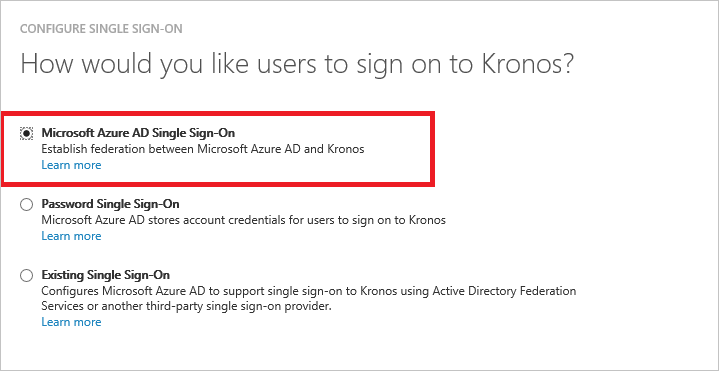 CONFIGURE SINGLE SIGN-ON
How would you like users to sign on to Kronos?
Microsoft Azure AD Single Sign-On
Establish federation between Microsoft Azure AD and Kronos
Learn more
Password Single Sign-On
Microsoft Azure AD stores account credentials for users to sign on to Kronos
Learn more
Existing Single Sign-On
Configures Microsoft Azure AD to support single sign-on to Kronos using Active Directory Federation
Services or another third-party single sign-on provider.
Learn more